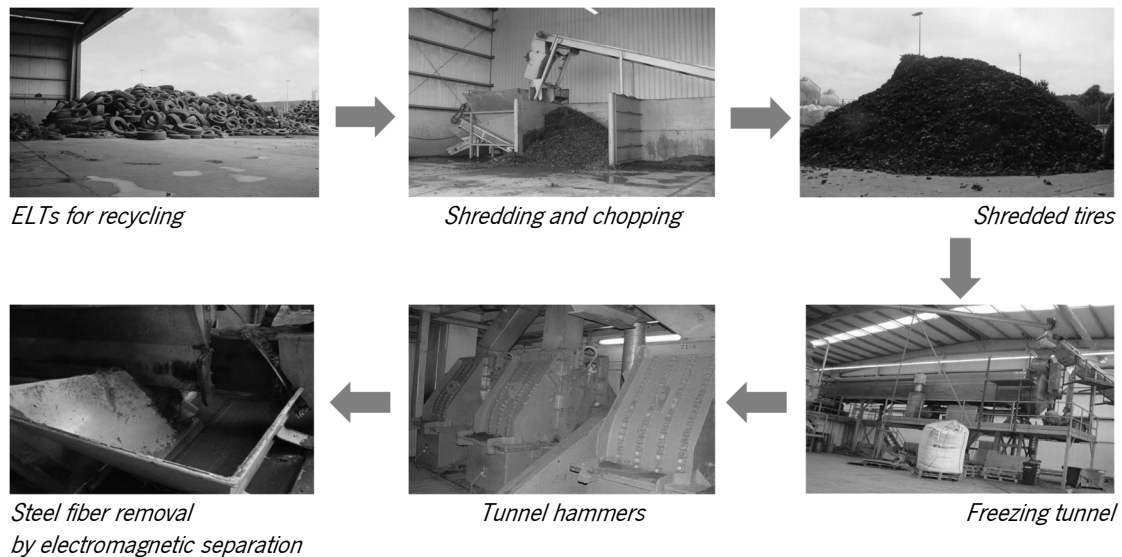 ELTs for recycling
Shredding and chopping
Shredded tires
Steel fiber removal
by electromagnetic separation
Tunnel hammers
Freezing tunnel